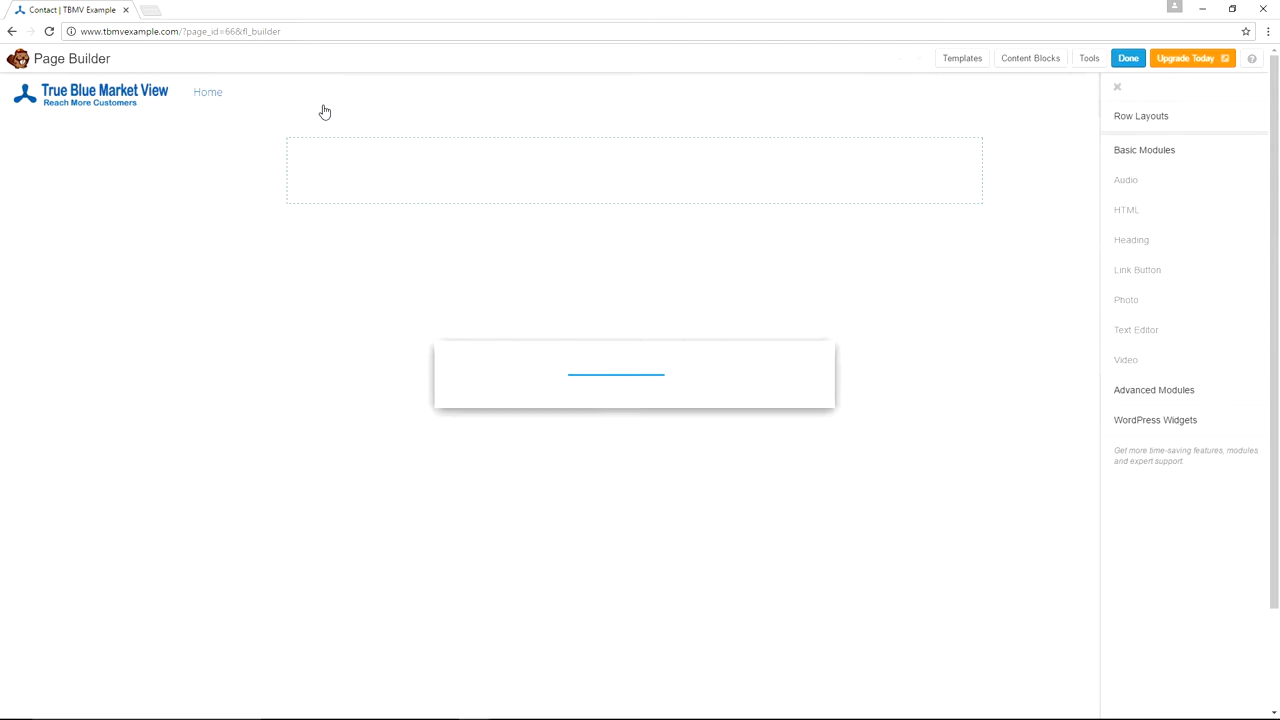 Contact | TBMV Example
www.tbmvexample.com/?page_id=66&fl_builder
Page Builder
Templates
Content Blocks
Tools
Done
Upgrade Today
True Blue Market View
Reach More Customers
Home
Row Layouts
Basic Modules
Audio
HTML
Heading
Link Button
Photo
Text Editor
Video
Advanced Modules
WordPress Widgets
Get more time-saving features, modules
and expert support.